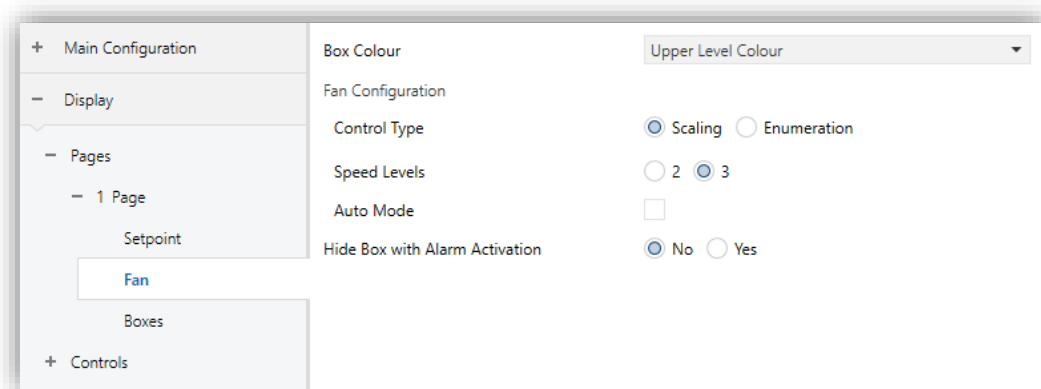 Main Configuration
Display
Pages
1 Page
Setpoint
Fan
Boxes
Controls
Box Colour Upper Level Colour
Fan Configuration
Control Type Scaling Enumeration
Speed Levels 2 3
Auto Mode
Hide Box with Alarm Activation No Yes